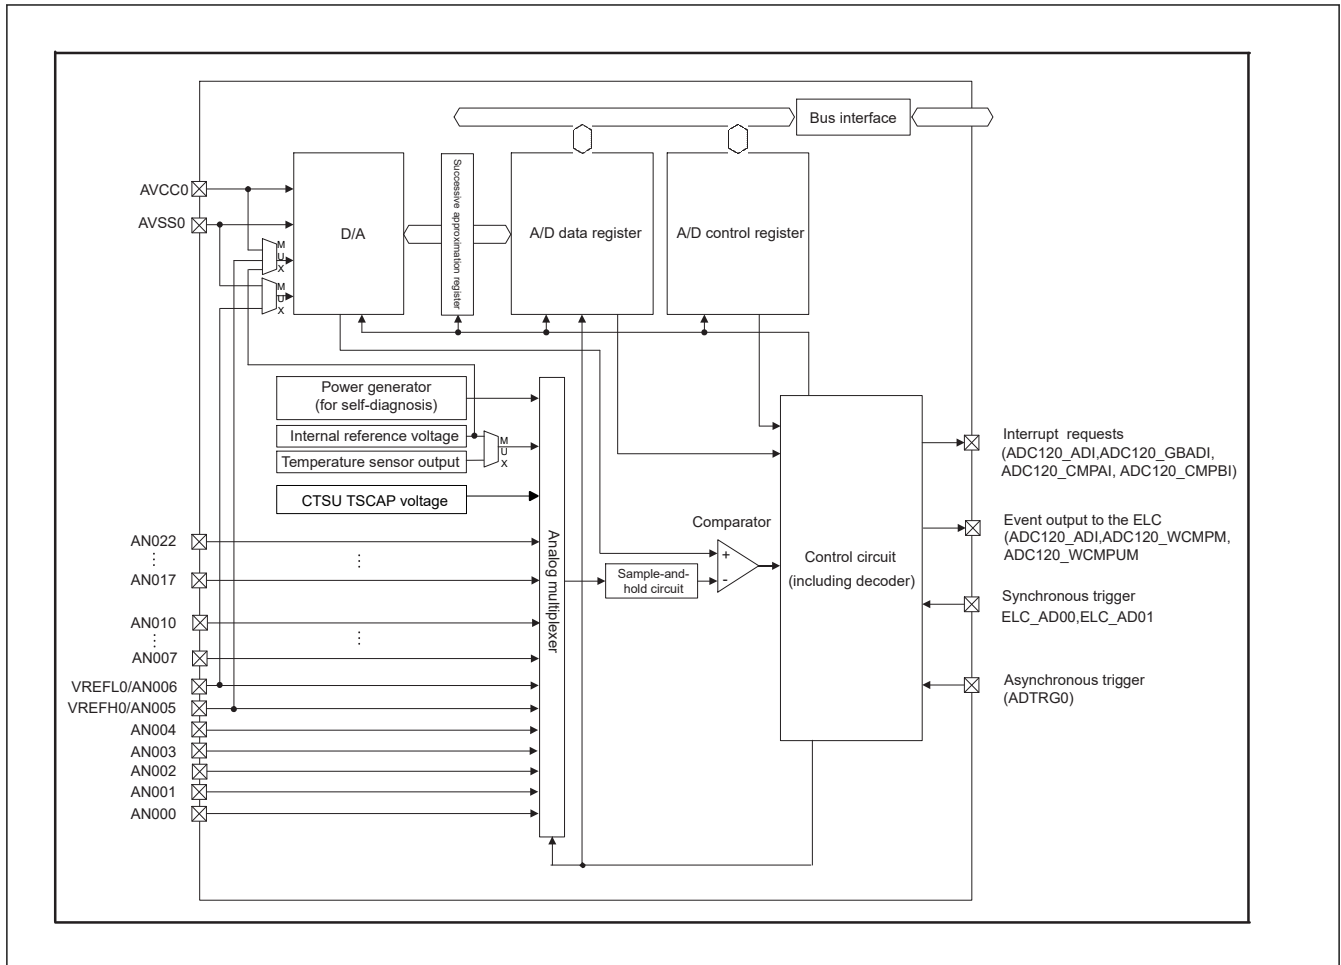 Bus interface
AVCC0
AVSS0
M
U
X
M
U
X
D/A
Successive approximation register
A/D data register
A/D control register
Power generator
(for self-diagnosis)
Internal reference voltage
Temperature sensor output
M
U
X
CTSU TSCAP voltage
AN022
⋮
AN017
AN010
⋮
AN007
VREFL0/AN006
VREFH0/AN005
AN004
AN003
AN002
AN001
AN000
⋮
⋮
Analog multiplexer
Sample-and-
hold circuit
Comparator
+
-
Control circuit
(including decoder)
Interrupt requests
(ADC120_ADI,ADC120_GBADI,
ADC120_CMPAI, ADC120_CMPBI)
Event output to the ELC
(ADC120_ADI,ADC120_WCMPM,
ADC120_WCMPUM
Synchronous trigger
ELC_AD00,ELC_AD01
Asynchronous trigger
(ADTRG0)